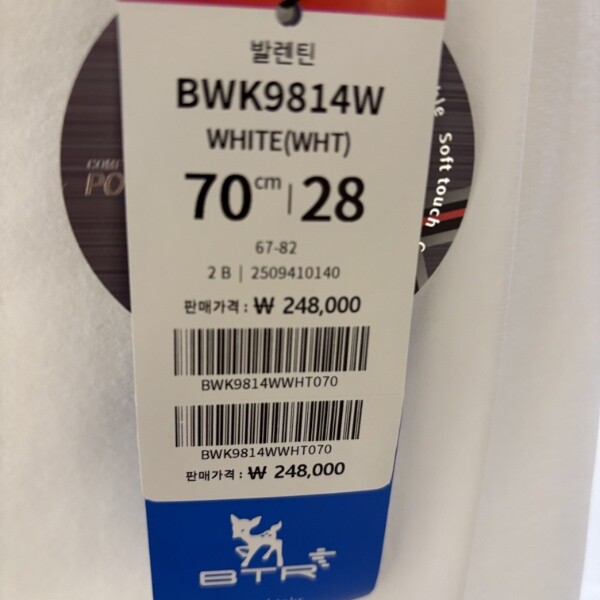 발렌틴
BWK9814W
WHITE(WHT)
70cm | 28
67-82
2 B | 2509410140
판매가격 : ₩ 248,000
BWK9814WWHT070
BWK9814WWHT070
판매가격 : ₩ 248,000
BTR
Soft touch